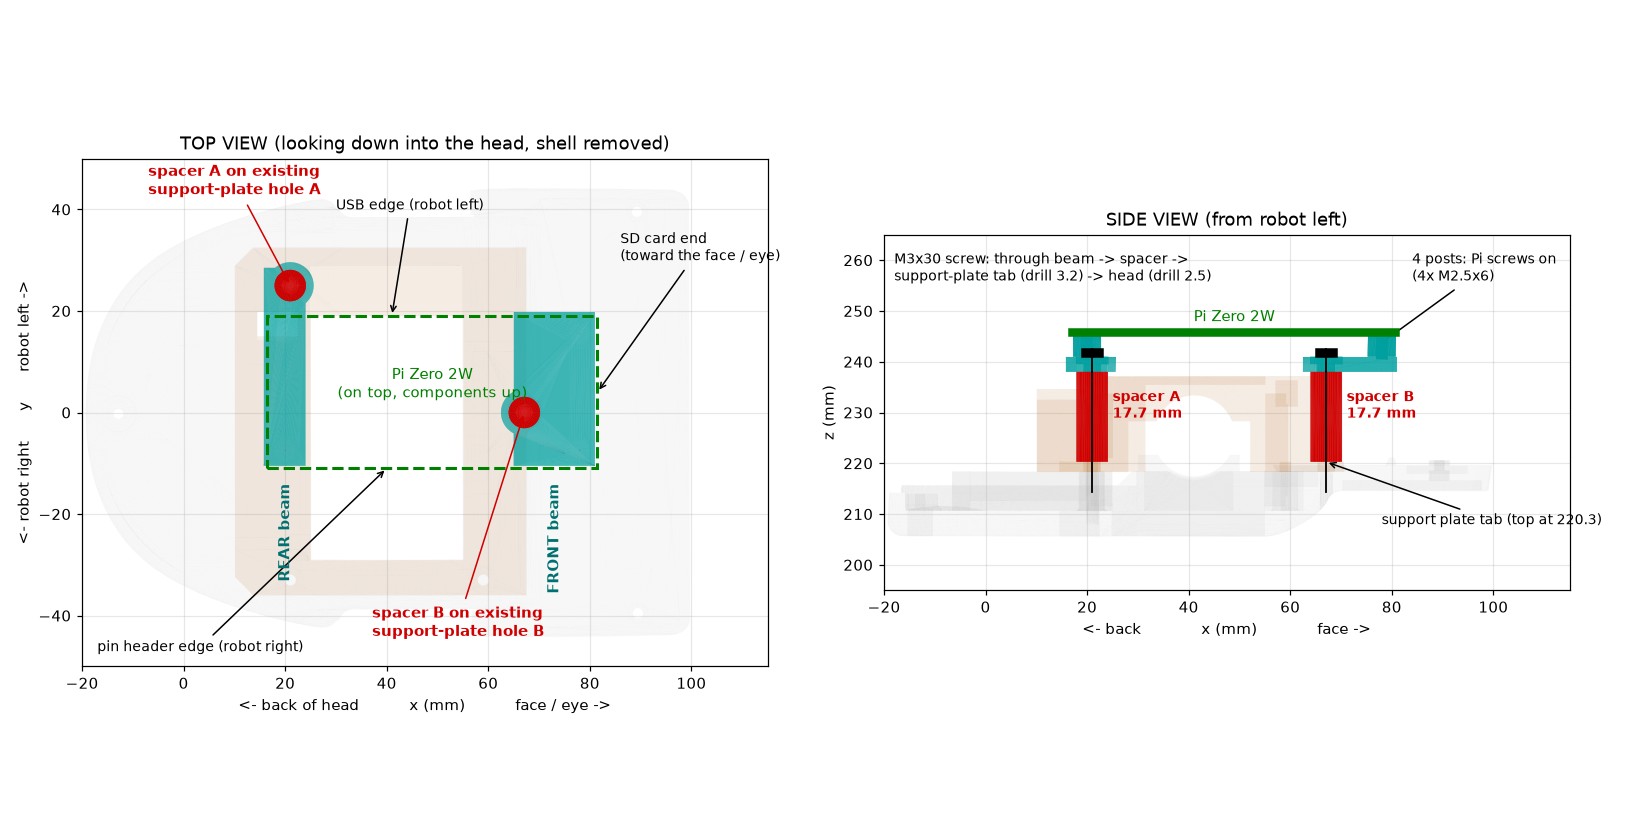 TOP VIEW (looking down into the head, shell removed)
spacer A on existing
support-plate hole A
USB edge (robot left)
SD card end
(toward the face / eye)
Pi Zero 2W
(on top, components up)
REAR beam
FRONT beam
spacer B on existing
support-plate hole B
pin header edge (robot right)
40
20
0
−20
−40
<- robot right y robot left ->
−20 0 20 40 60 80 100
<- back of head x (mm) face / eye ->
SIDE VIEW (from robot left)
M3x30 screw: through beam -> spacer ->
support-plate tab (drill 3.2) -> head (drill 2.5)
4 posts: Pi screws on
(4x M2.5x6)
Pi Zero 2W
spacer A
17.7 mm
spacer B
17.7 mm
support plate tab (top at 220.3)
260
250
240
230
220
210
200
z (mm)
−20 0 20 40 60 80 100
<- back x (mm) face ->